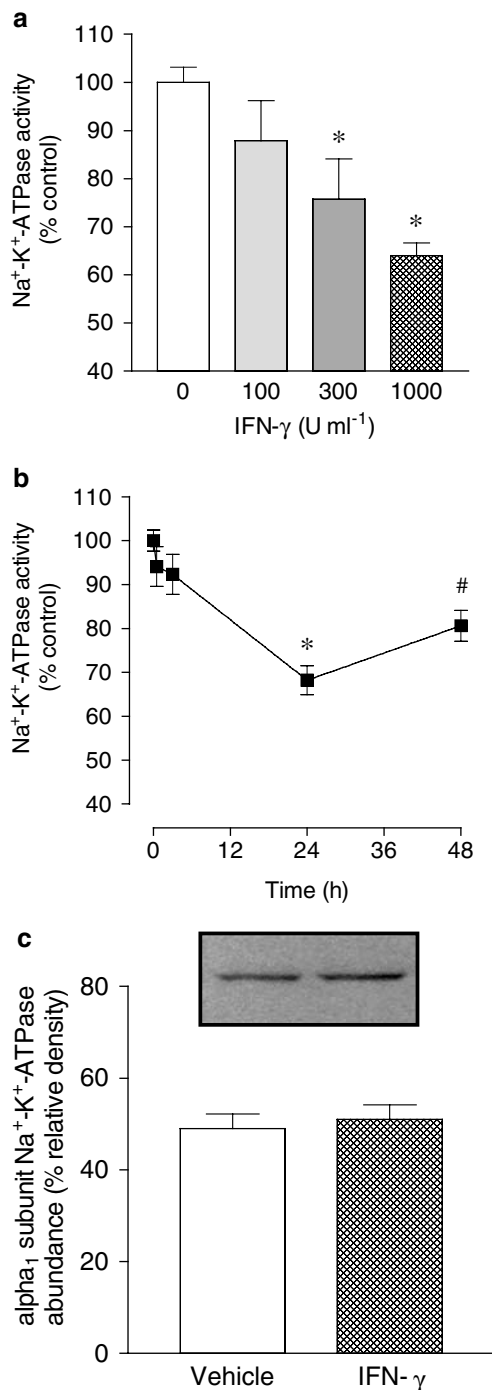 a
Na⁺-K⁺-ATPase activity
(% control)
110
100
90
80
70
60
50
40
*
*
0 100 300 1000
IFN-γ (U ml⁻¹)
b
Na⁺-K⁺-ATPase activity
(% control)
110
100
90
80
70
60
50
40
*
#
0 12 24 36 48
Time (h)
c
alpha₁ subunit Na⁺-K⁺-ATPase
abundance (% relative density)
80
60
40
20
0
Vehicle IFN- γ